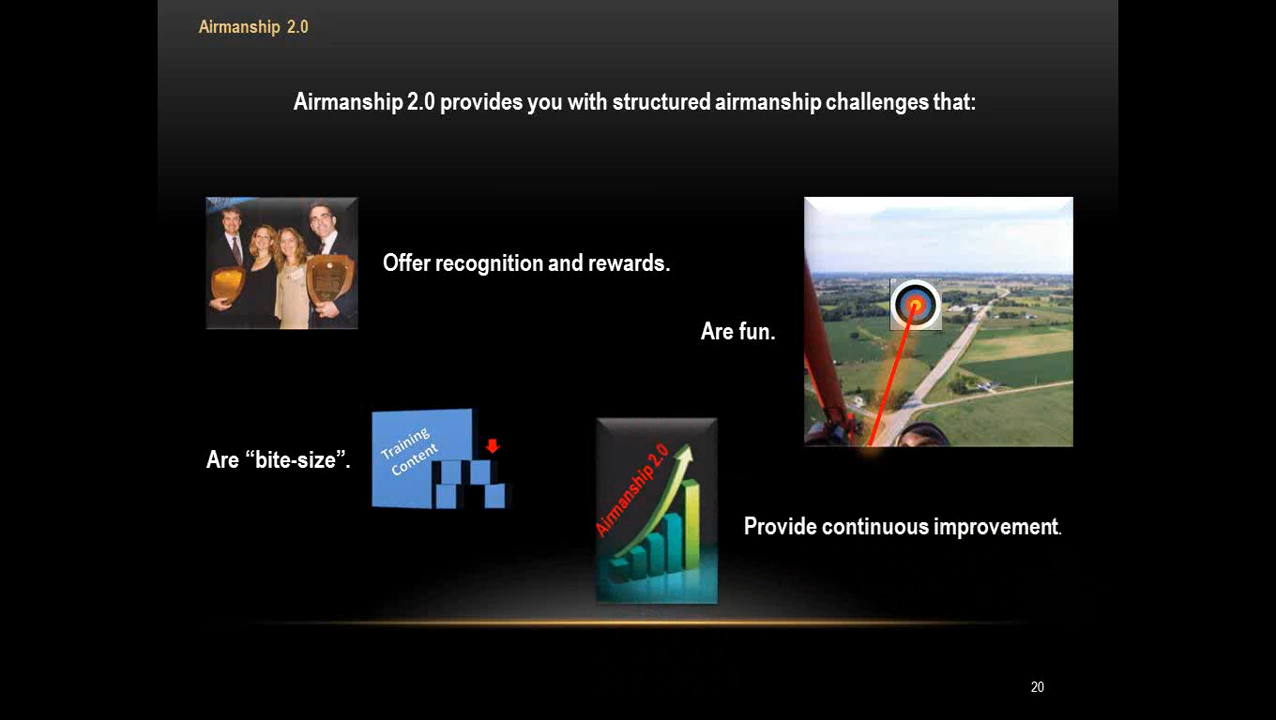 Airmanship 2.0
Airmanship 2.0 provides you with structured airmanship challenges that:
Offer recognition and rewards.
Are fun.
Are “bite-size”.
Training
Content
Airmanship 2.0
Provide continuous improvement.
20